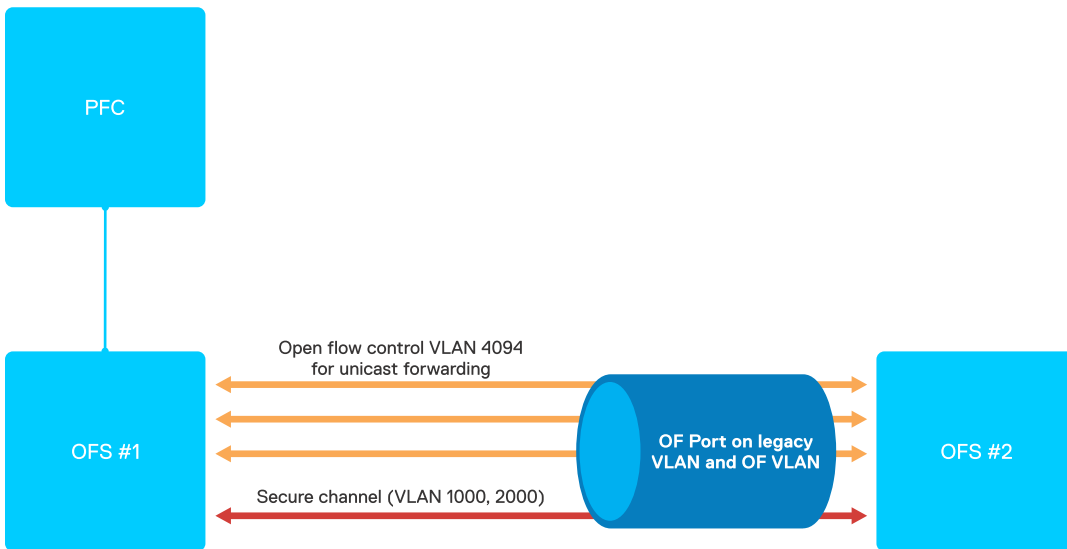 PFC
Open flow control VLAN 4094
for unicast forwarding
OFS #1
OF Port on legacy
VLAN and OF VLAN
OFS #2
Secure channel (VLAN 1000, 2000)